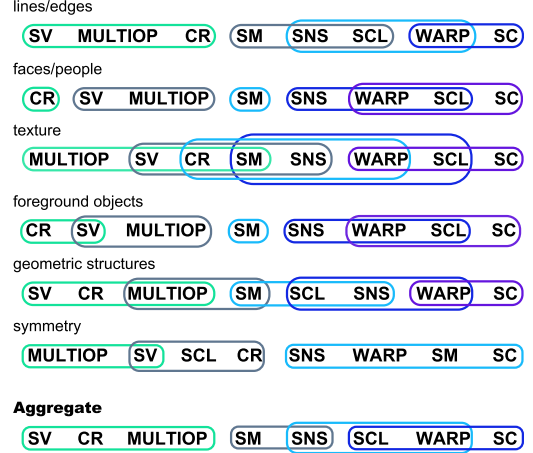 lines/edges
SV MULTIOP CR SM SNS SCL WARP SC
faces/people
CR SV MULTIOP SM SNS WARP SCL SC
texture
MULTIOP SV CR SM SNS WARP SCL SC
foreground objects
CR SV MULTIOP SM SNS WARP SCL SC
geometric structures
SV CR MULTIOP SM SCL SNS WARP SC
symmetry
MULTIOP SV SCL CR SNS WARP SM SC
Aggregate
SV CR MULTIOP SM SNS SCL WARP SC